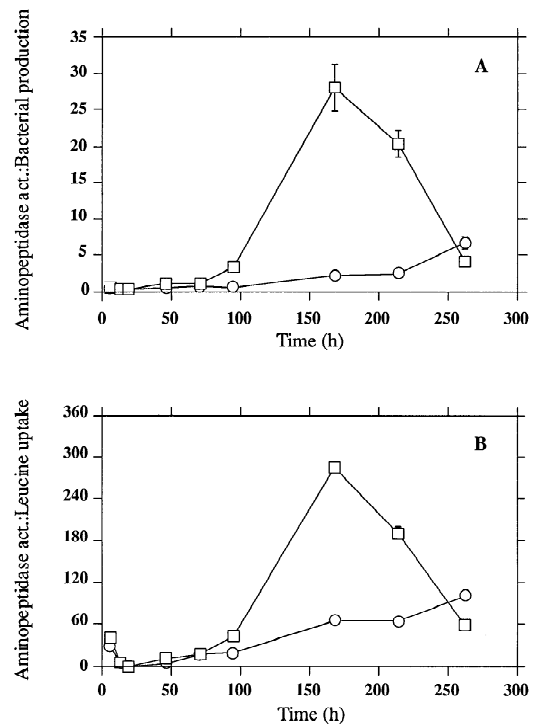 A
Aminopeptidase act.:Bacterial production
35
30
25
20
15
10
5
0
0 50 100 150 200 250 300
Time (h)
B
Aminopeptidase act.:Leucine uptake
360
300
240
180
120
60
0
0 50 100 150 200 250 300
Time (h)